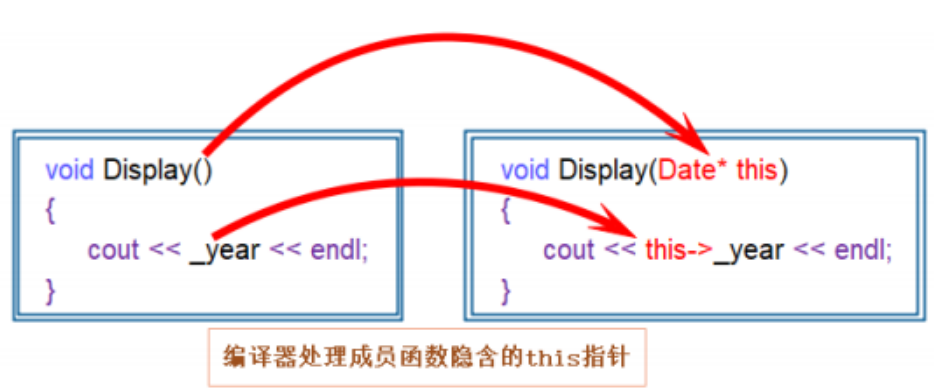 void Display()
{
cout << _year << endl;
}
void Display(Date* this)
{
cout << this->_year << endl;
}
编译器处理成员函数隐含的this指针